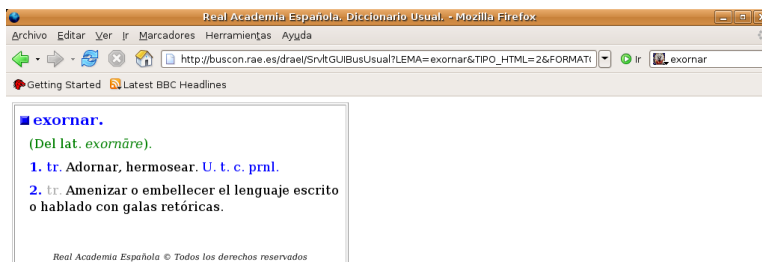 Real Academia Española. Diccionario Usual. - Mozilla Firefox
Archivo Editar Ver Ir Marcadores Herramientas Ayuda
http://buscon.rae.es/draeI/SrvltGUIBusUsual?LEMA=exornar&TIPO_HTML=2&FORMAT Ir exornar
Getting Started Latest BBC Headlines
exornar.
(Del lat. exornāre).
1. tr. Adornar, hermosear. U. t. c. prnl.
2. tr. Amenizar o embellecer el lenguaje escrito
o hablado con galas retóricas.
Real Academia Española © Todos los derechos reservados